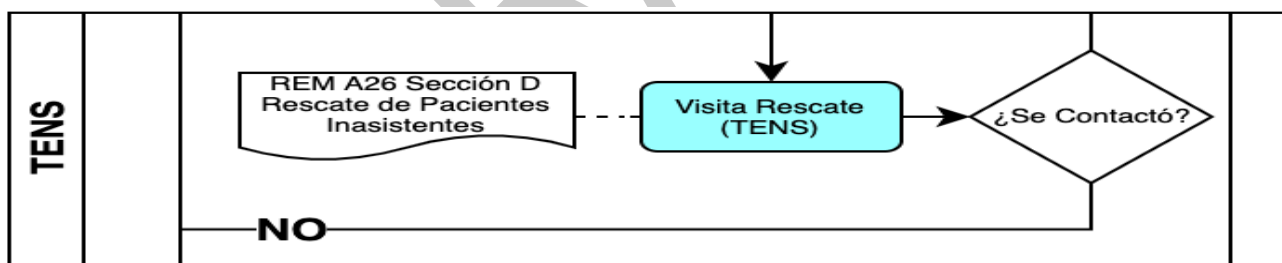 TENS
REM A26 Sección D
Rescate de Pacientes
Inasistentes
Visita Rescate
(TENS)
¿Se Contactó?
NO